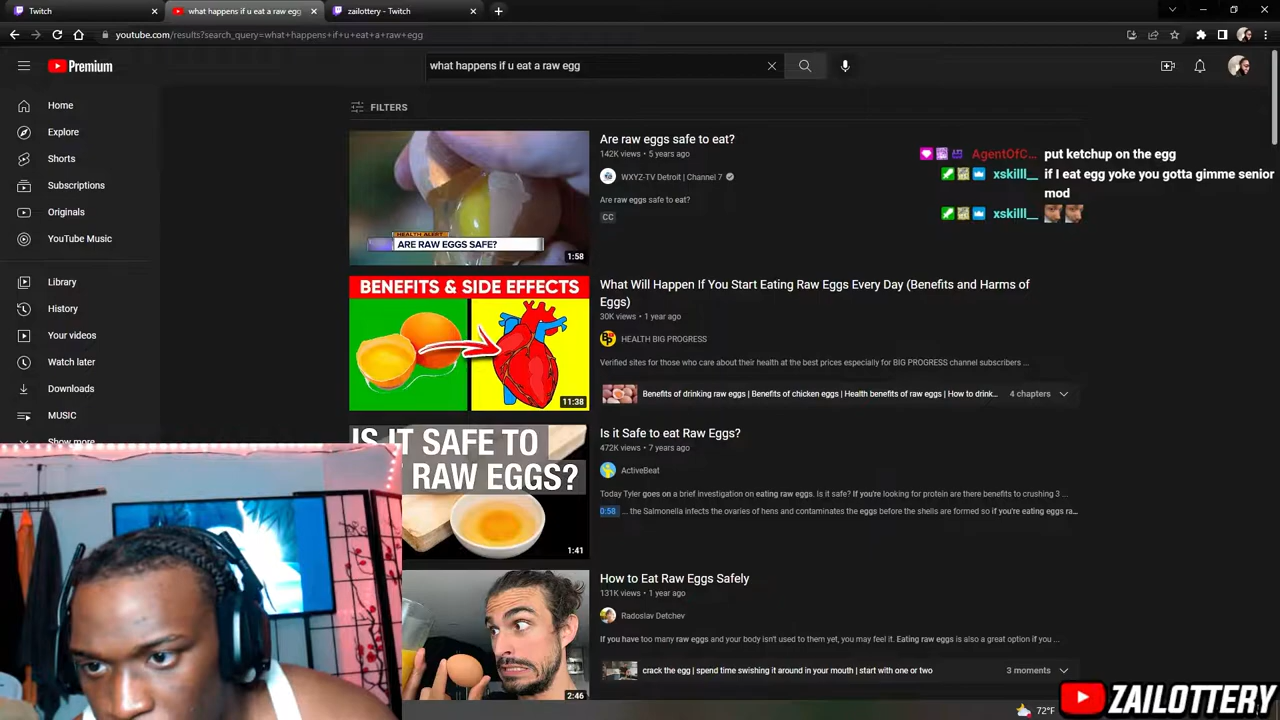 Twitch
what happens if u eat a raw egg
zailottery - Twitch
youtube.com/results?search_query=what+happens+if+u+eat+a+raw+egg
Premium
what happens if u eat a raw egg
Home
Explore
Shorts
Subscriptions
Originals
YouTube Music
Library
History
Your videos
Watch later
Downloads
MUSIC
Show more
FILTERS
HEALTH ALERT
ARE RAW EGGS SAFE?
1:58
Are raw eggs safe to eat?
142K views • 5 years ago
WXYZ-TV Detroit | Channel 7
Are raw eggs safe to eat?
CC
AgentOfC... put ketchup on the egg
xskilll__ if I eat egg yoke you gotta gimme senior
mod
xskilll__
BENEFITS & SIDE EFFECTS
11:38
What Will Happen If You Start Eating Raw Eggs Every Day (Benefits and Harms of
Eggs)
30K views • 1 year ago
HEALTH BIG PROGRESS
Verified sites for those who care about their health at the best prices especially for BIG PROGRESS channel subscribers ...
Benefits of drinking raw eggs | Benefits of chicken eggs | Health benefits of raw eggs | How to drink... 4 chapters
IS IT SAFE TO
RAW EGGS?
1:41
Is it Safe to eat Raw Eggs?
472K views • 7 years ago
ActiveBeat
Today Tyler goes on a brief investigation on eating raw eggs. Is it safe? If you're looking for protein are there benefits to crushing 3 ...
0:58 ... the Salmonella infects the ovaries of hens and contaminates the eggs before the shells are formed so if you're eating eggs ra...
2:46
How to Eat Raw Eggs Safely
131K views • 1 year ago
Radoslav Detchev
If you have too many raw eggs and your body isn't used to them yet, you may feel it. Eating raw eggs is also a great option if you ...
crack the egg | spend time swishing it around in your mouth | start with one or two 3 moments
72°F
ZAILOTTERY